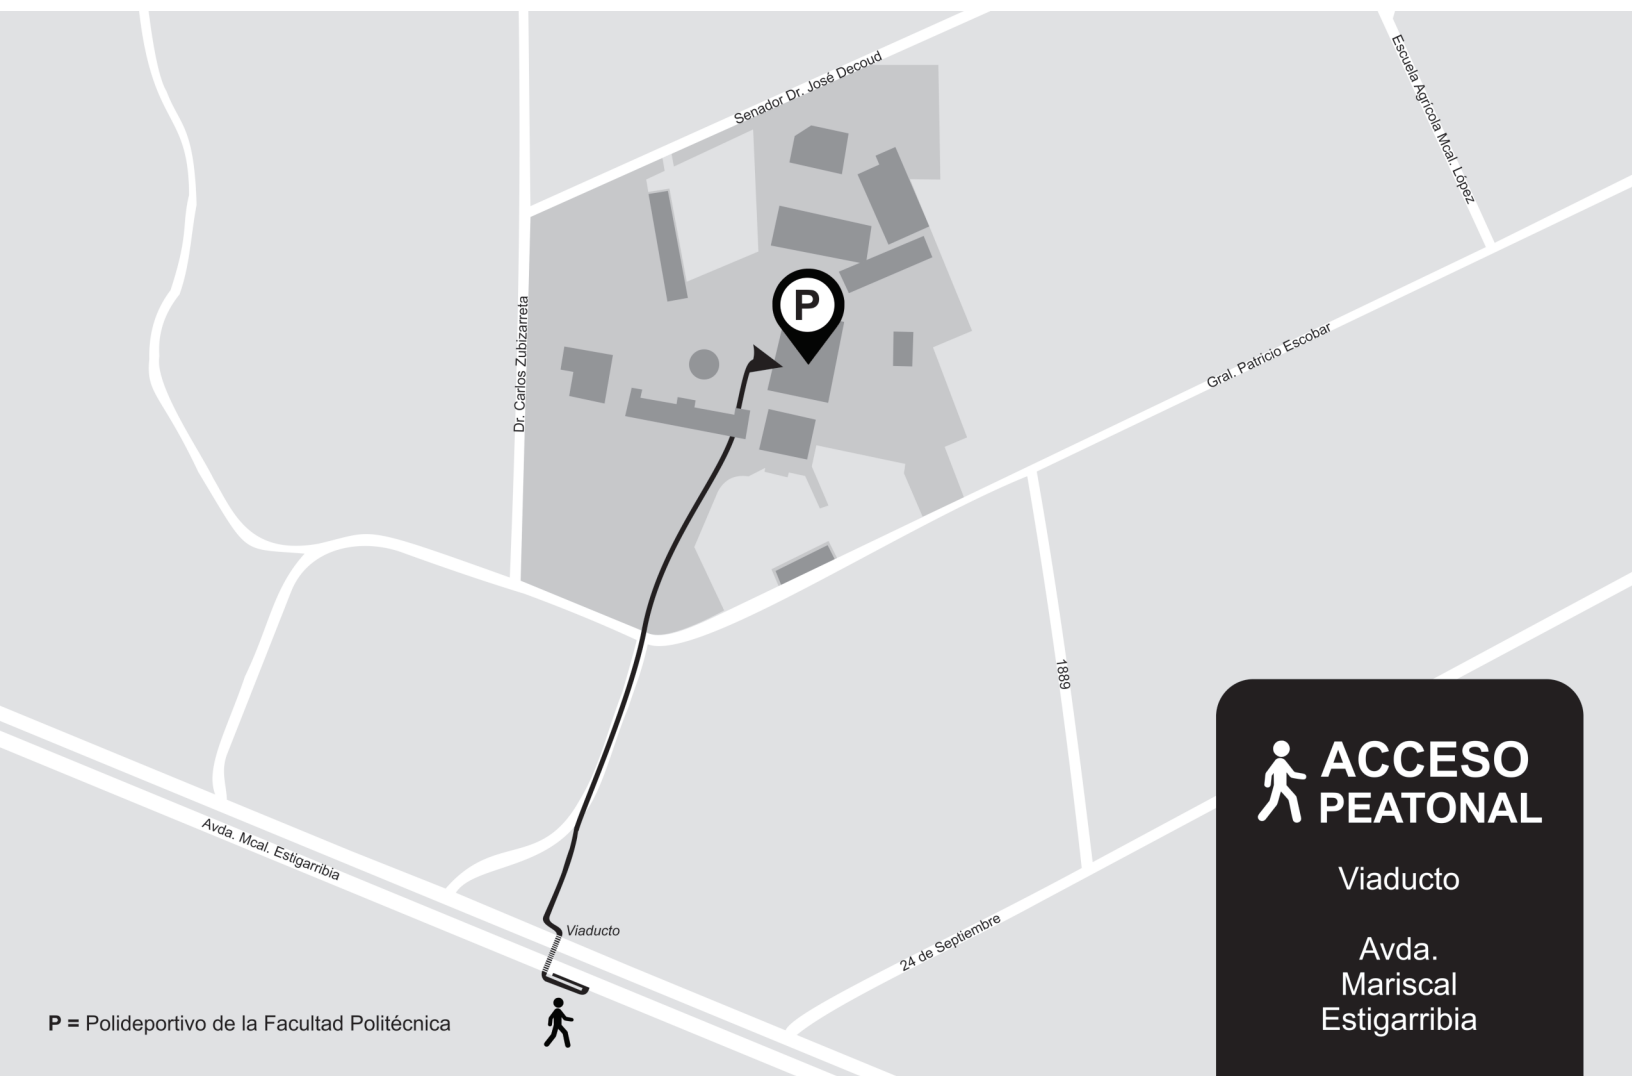 Senador Dr. José Decoud
Escuela Agrícola Mcal. López
P
Dr. Carlos Zubizarreta
Gral. Patricio Escobar
1889
Avda. Mcal. Estigarribia
Viaducto
24 de Septiembre
P = Polideportivo de la Facultad Politécnica
ACCESO
PEATONAL
Viaducto
Avda.
Mariscal
Estigarribia